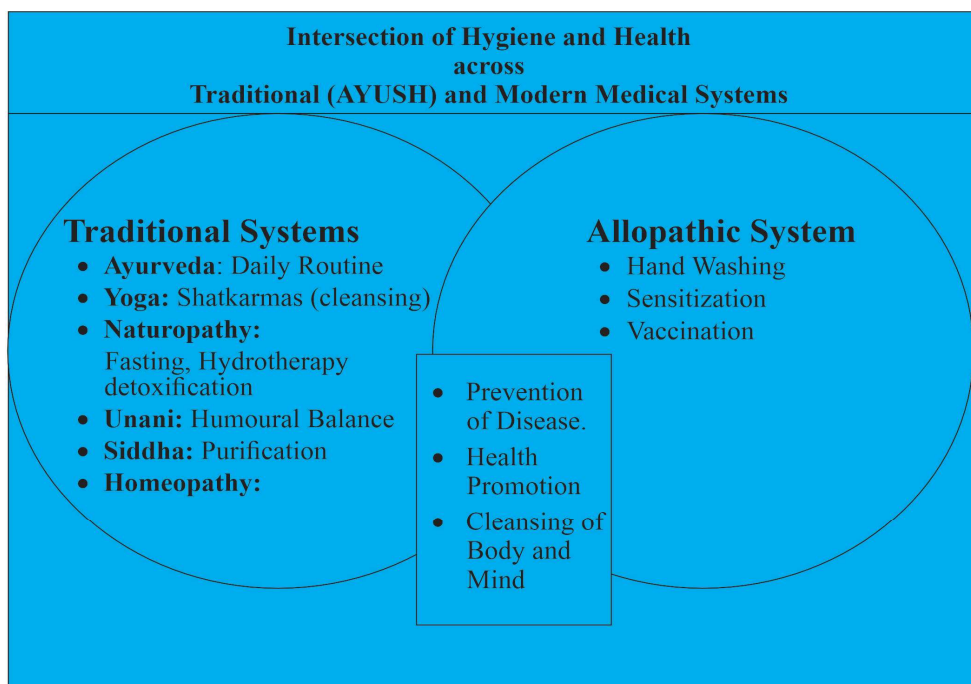 Intersection of Hygiene and Health
across
Traditional (AYUSH) and Modern Medical Systems
Traditional Systems
• Ayurveda: Daily Routine
• Yoga: Shatkarmas (cleansing)
• Naturopathy:
Fasting, Hydrotherapy
detoxification
• Unani: Humoural Balance
• Siddha: Purification
• Homeopathy:
Allopathic System
• Hand Washing
• Sensitization
• Vaccination
• Prevention
of Disease.
• Health
Promotion
• Cleansing of
Body and
Mind